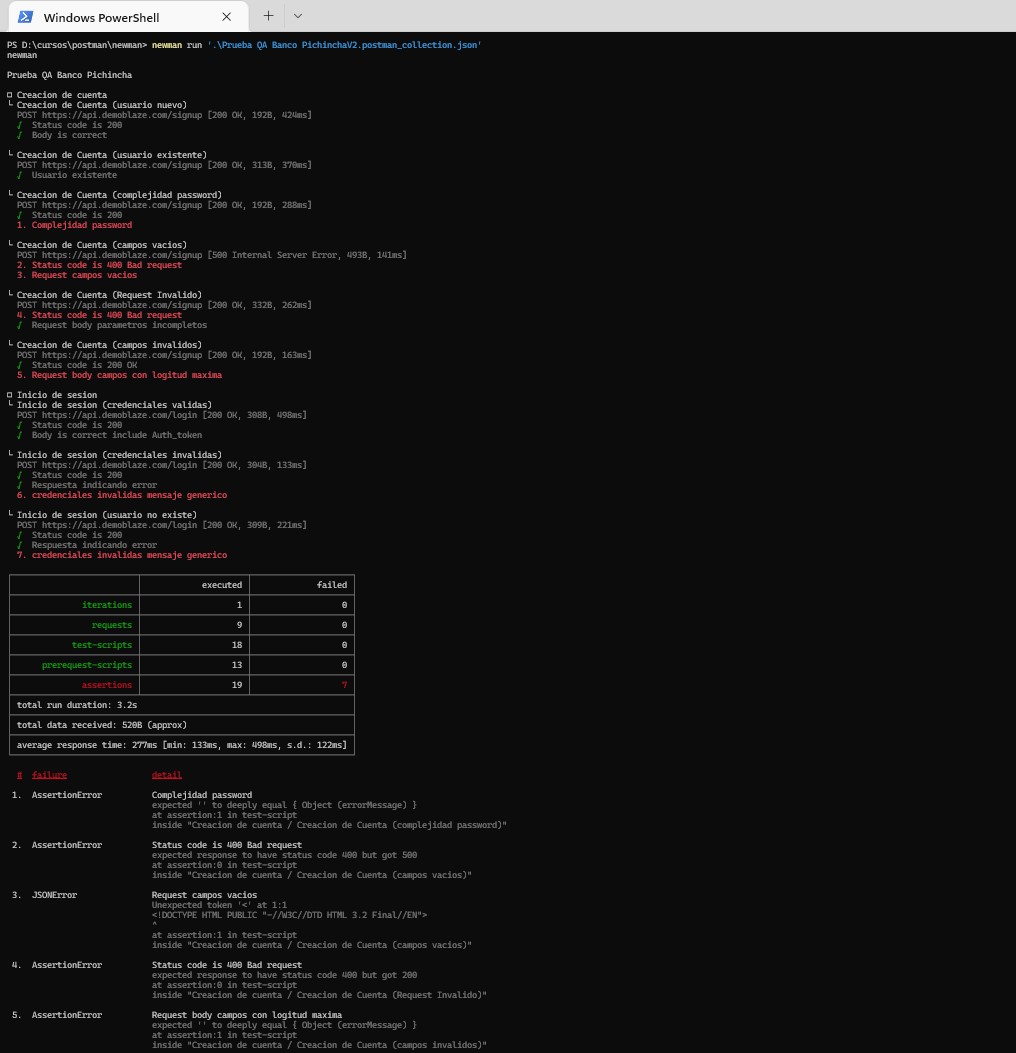 Windows PowerShell
PS D:\cursos\postman\newman> newman run '.\Prueba QA Banco PichinchaV2.postman_collection.json'
newman
Prueba QA Banco Pichincha
□ Creacion de cuenta
└ Creacion de Cuenta (usuario nuevo)
POST https://api.demoblaze.com/signup [200 OK, 192B, 424ms]
√ Status code is 200
√ Body is correct
└ Creacion de Cuenta (usuario existente)
POST https://api.demoblaze.com/signup [200 OK, 313B, 370ms]
√ Usuario existente
└ Creacion de Cuenta (complejidad password)
POST https://api.demoblaze.com/signup [200 OK, 192B, 288ms]
√ Status code is 200
1. Complejidad password
└ Creacion de Cuenta (campos vacios)
POST https://api.demoblaze.com/signup [500 Internal Server Error, 493B, 141ms]
2. Status code is 400 Bad request
3. Request campos vacios
└ Creacion de Cuenta (Request Invalido)
POST https://api.demoblaze.com/signup [200 OK, 332B, 262ms]
4. Status code is 400 Bad request
√ Request body parametros incompletos
└ Creacion de Cuenta (campos invalidos)
POST https://api.demoblaze.com/signup [200 OK, 192B, 163ms]
√ Status code is 200 OK
5. Request body campos con logitud maxima
□ Inicio de sesion
└ Inicio de sesion (credenciales validas)
POST https://api.demoblaze.com/login [200 OK, 308B, 498ms]
√ Status code is 200
√ Body is correct include Auth_token
└ Inicio de sesion (credenciales invalidas)
POST https://api.demoblaze.com/login [200 OK, 304B, 133ms]
√ Status code is 200
√ Respuesta indicando error
6. credenciales invalidas mensaje generico
└ Inicio de sesion (usuario no existe)
POST https://api.demoblaze.com/login [200 OK, 309B, 221ms]
√ Status code is 200
√ Respuesta indicando error
7. credenciales invalidas mensaje generico
executed failed
iterations 1 0
requests 9 0
test-scripts 18 0
prerequest-scripts 13 0
assertions 19 7
total run duration: 3.2s
total data received: 520B (approx)
average response time: 277ms [min: 133ms, max: 498ms, s.d.: 122ms]
# failure detail
1. AssertionError Complejidad password
expected '' to deeply equal { Object (errorMessage) }
at assertion:1 in test-script
inside "Creacion de cuenta / Creacion de Cuenta (complejidad password)"
2. AssertionError Status code is 400 Bad request
expected response to have status code 400 but got 500
at assertion:0 in test-script
inside "Creacion de cuenta / Creacion de Cuenta (campos vacios)"
3. JSONError Request campos vacios
Unexpected token '<' at 1:1
<!DOCTYPE HTML PUBLIC "-//W3C//DTD HTML 3.2 Final//EN">
^
at assertion:1 in test-script
inside "Creacion de cuenta / Creacion de Cuenta (campos vacios)"
4. AssertionError Status code is 400 Bad request
expected response to have status code 400 but got 200
at assertion:0 in test-script
inside "Creacion de cuenta / Creacion de Cuenta (Request Invalido)"
5. AssertionError Request body campos con logitud maxima
expected '' to deeply equal { Object (errorMessage) }
at assertion:1 in test-script
inside "Creacion de cuenta / Creacion de Cuenta (campos invalidos)"